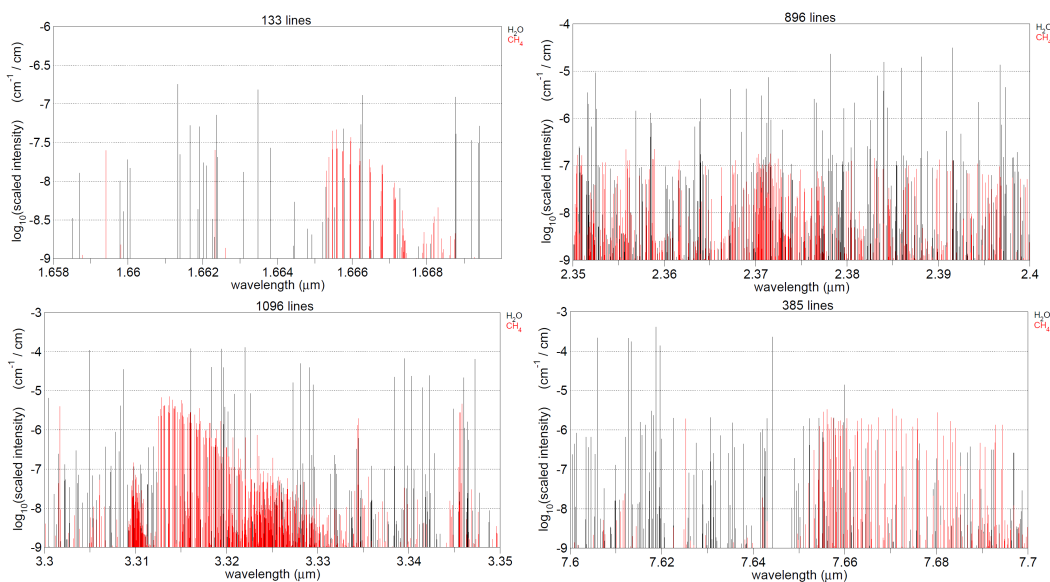 133 lines
H₂O
CH₄
log₁₀(scaled intensity) (cm⁻¹ / cm)
-6
-6.5
-7
-7.5
-8
-8.5
-9
1.658 1.66 1.662 1.664 1.666 1.668
wavelength (μm)
896 lines
H₂O
CH₄
log₁₀(scaled intensity) (cm⁻¹ / cm)
-4
-5
-6
-7
-8
-9
2.35 2.36 2.37 2.38 2.39 2.4
wavelength (μm)
1096 lines
H₂O
CH₄
log₁₀(scaled intensity) (cm⁻¹ / cm)
-3
-4
-5
-6
-7
-8
-9
3.3 3.31 3.32 3.33 3.34 3.35
wavelength (μm)
385 lines
H₂O
CH₄
log₁₀(scaled intensity) (cm⁻¹ / cm)
-3
-4
-5
-6
-7
-8
-9
7.6 7.62 7.64 7.66 7.68 7.7
wavelength (μm)